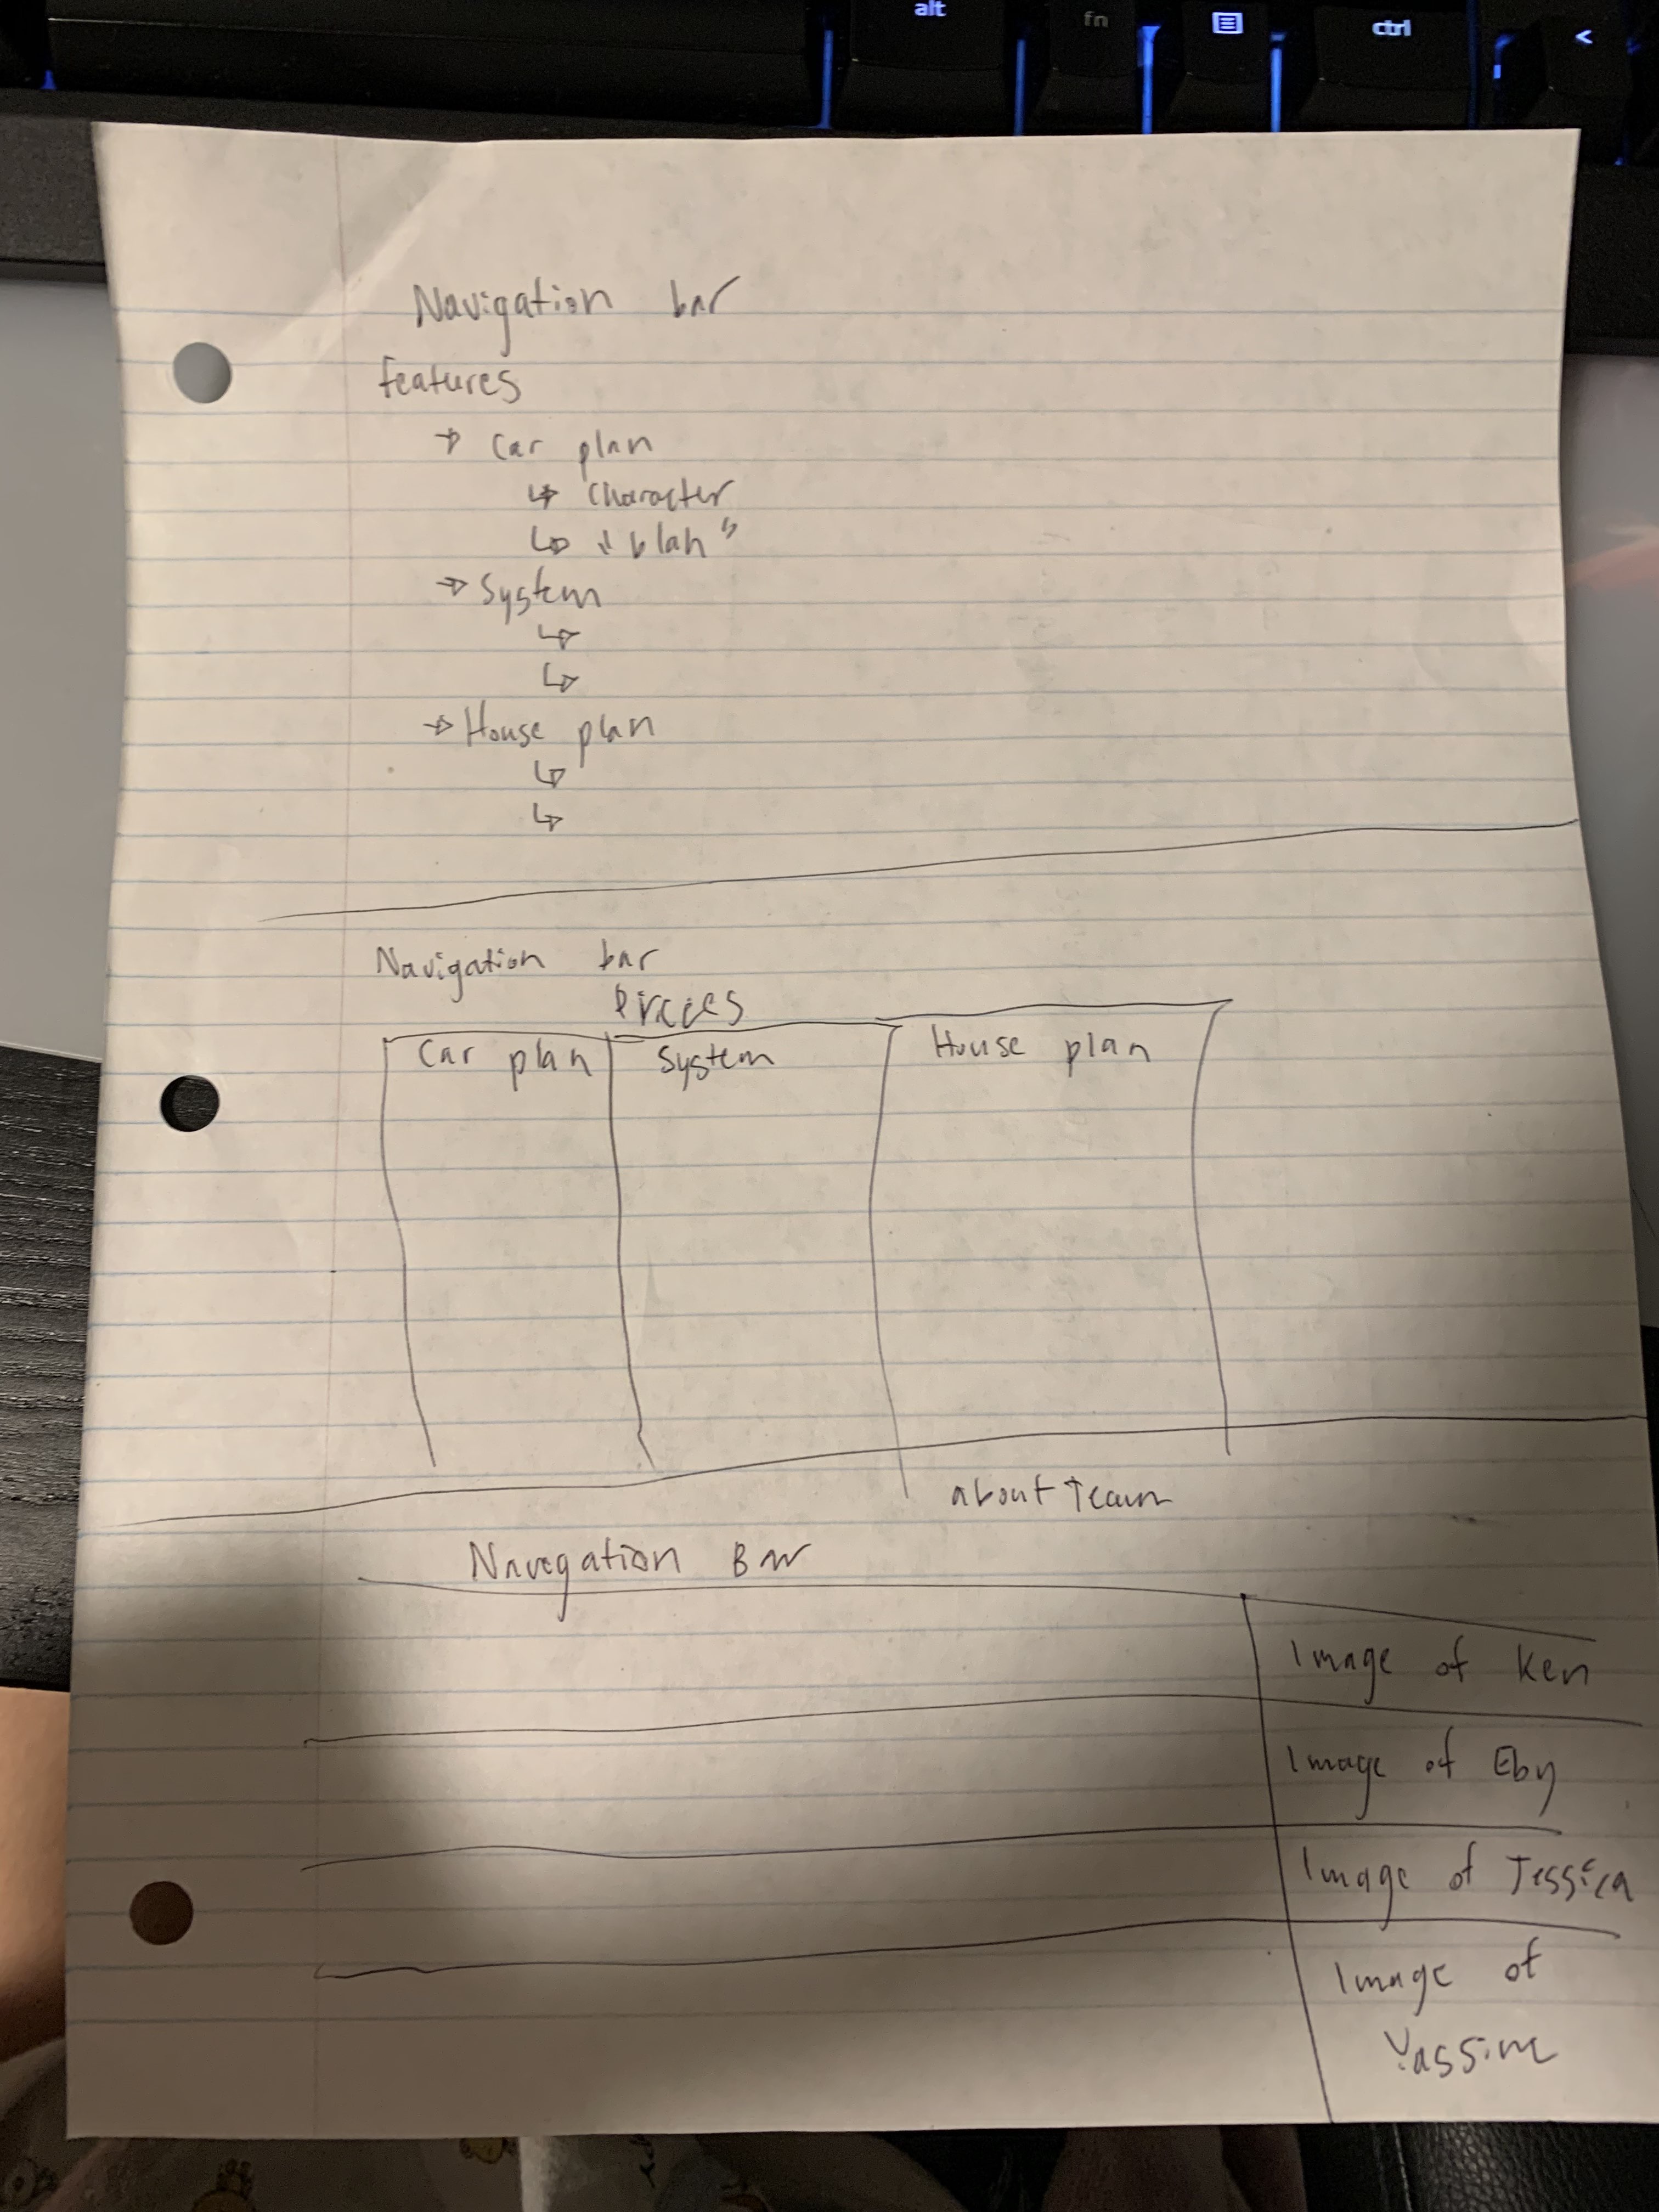 alt fn ctrl <
Navigation bar
features
→ Car plan
↳ Character
↳ "blah"
→ System
↳
↳
→ House plan
↳
↳
Navigation bar
Prices
Car plan System House plan
about Team
Navegation Bar
Image of Ken
Image of Eby
Image of Jessica
Image of
Yassine